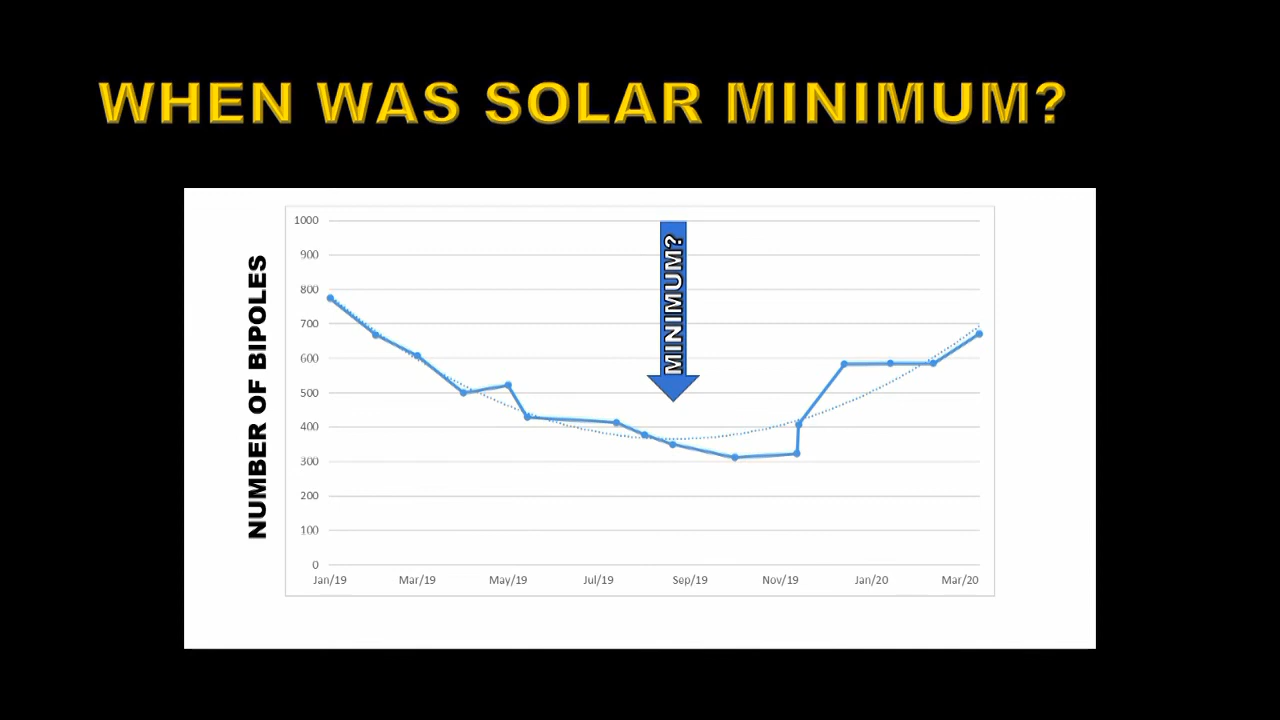 WHEN WAS SOLAR MINIMUM?
NUMBER OF BIPOLES
1000
900
800
700
600
500
400
300
200
100
0
MINIMUM?
Jan/19 Mar/19 May/19 Jul/19 Sep/19 Nov/19 Jan/20 Mar/20